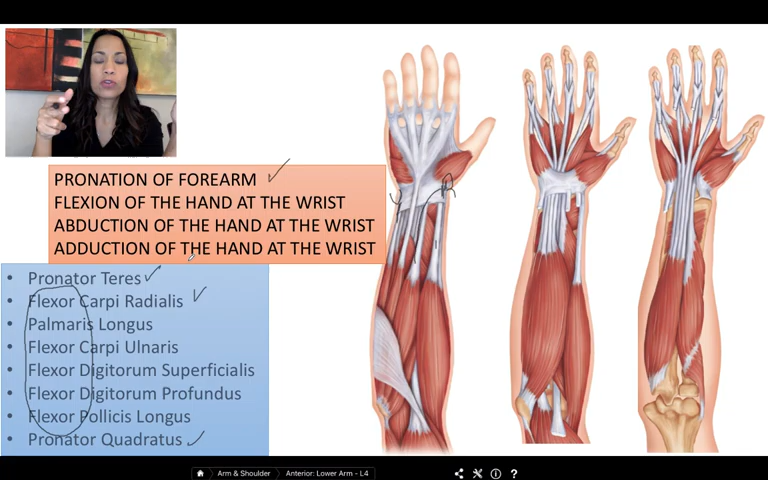 PRONATION OF FOREARM
FLEXION OF THE HAND AT THE WRIST
ABDUCTION OF THE HAND AT THE WRIST
ADDUCTION OF THE HAND AT THE WRIST
• Pronator Teres
• Flexor Carpi Radialis
• Palmaris Longus
• Flexor Carpi Ulnaris
• Flexor Digitorum Superficialis
• Flexor Digitorum Profundus
• Flexor Pollicis Longus
• Pronator Quadratus
Arm & Shoulder Anterior: Lower Arm - L4